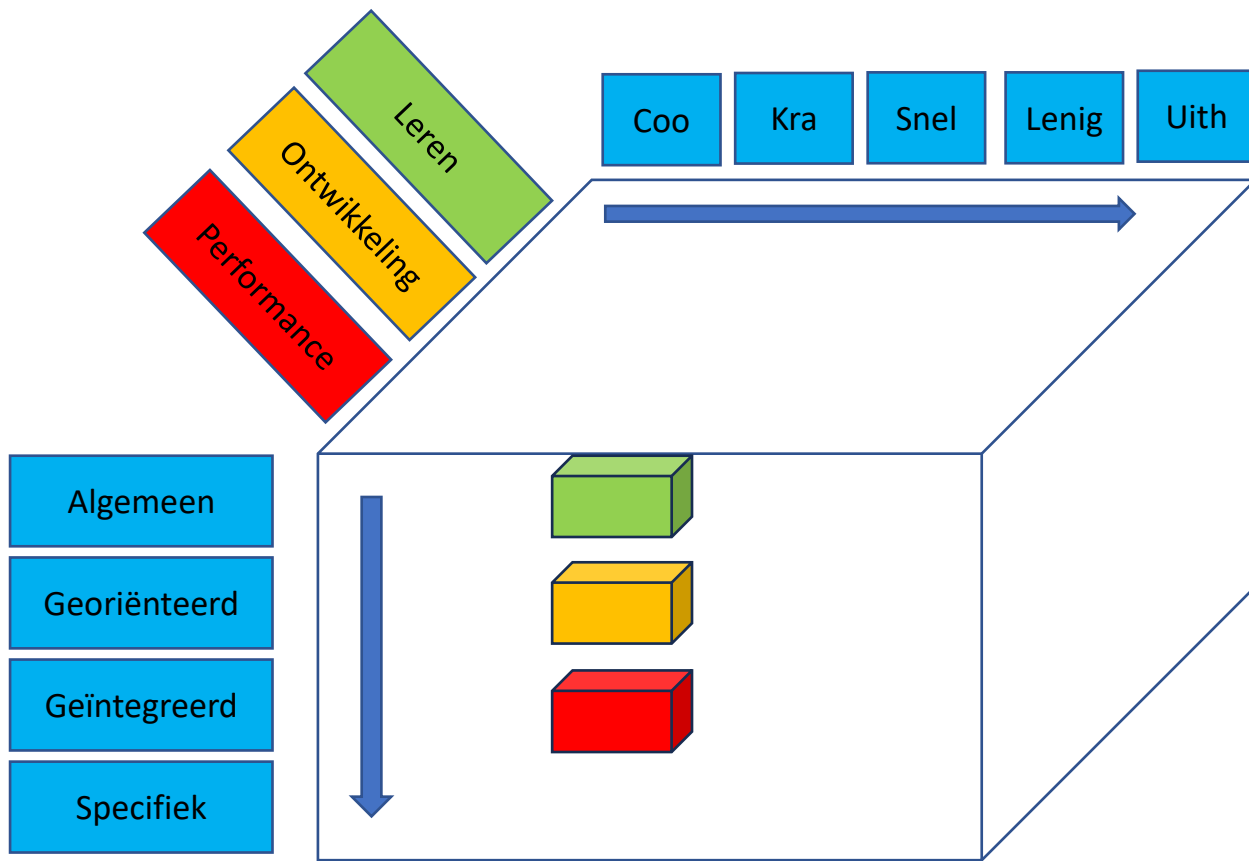 Leren
Ontwikkeling
Performance
Coo
Kra
Snel
Lenig
Uith
Algemeen
Georiënteerd
Geïntegreerd
Specifiek